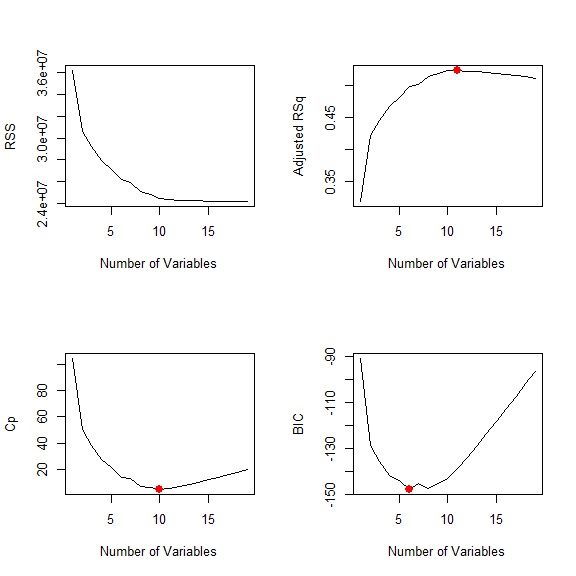 RSS
2.4e+07 3.0e+07 3.6e+07
5 10 15
Number of Variables
Adjusted RSq
0.35 0.45
5 10 15
Number of Variables
Cp
20 40 60 80
5 10 15
Number of Variables
BIC
-150 -130 -110 -90
5 10 15
Number of Variables